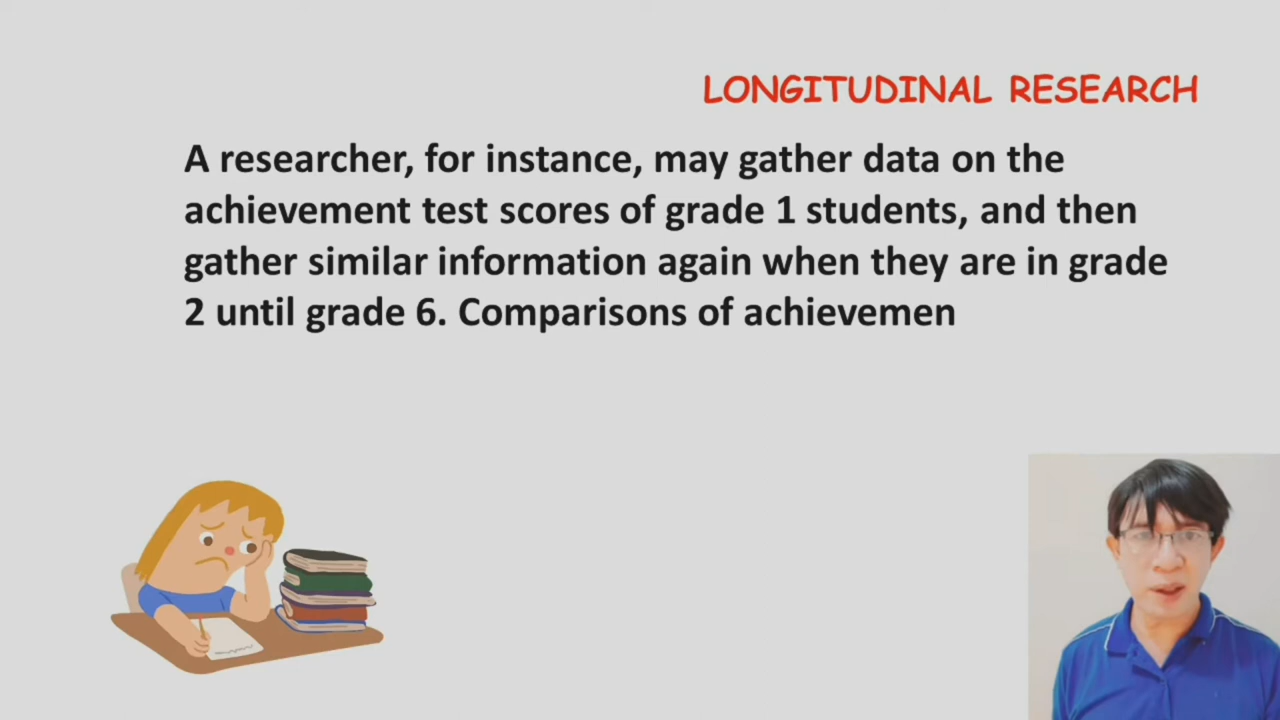 LONGITUDINAL RESEARCH
A researcher, for instance, may gather data on the
achievement test scores of grade 1 students, and then
gather similar information again when they are in grade
2 until grade 6. Comparisons of achievemen